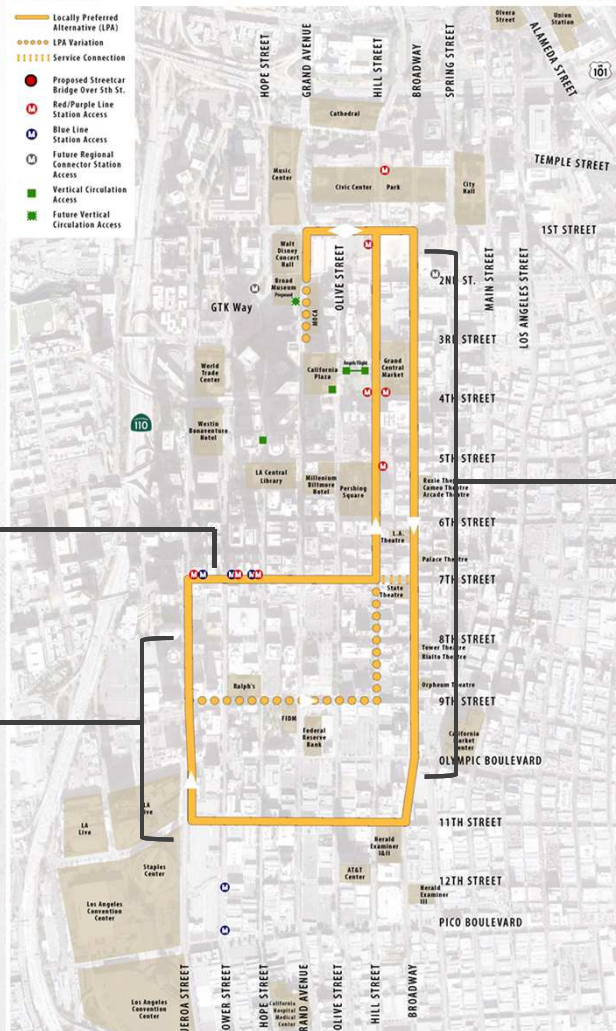 Locally Preferred
Alternative (LPA)
LPA Variation
Service Connection
Proposed Streetcar
Bridge Over 5th St.
Red/Purple Line
Station Access
Blue Line
Station Access
Future Regional
Connector Station
Access
Vertical Circulation
Access
Future Vertical
Circulation Access
HOPE STREET
GRAND AVENUE
HILL STREET
BROADWAY
SPRING STREET
Olvera
Street
Union
Station
ALAMEDA STREET
101
Cathedral
TEMPLE STREET
Music
Center
Civic Center
Park
City
Hall
1ST STREET
Walt
Disney
Concert
Hall
OLIVE STREET
MAIN STREET
LOS ANGELES STREET
2ND ST.
Broad
Museum
Proposed
GTK Way
MOCA
3RD STREET
World
Trade
Center
California
Plaza
Angels Flight
Grand
Central
Market
4TH STREET
110
Westin
Bonaventure
Hotel
5TH STREET
LA Central
Library
Millenium
Biltmore
Hotel
Pershing
Square
Roxie Theatre
Cameo Theatre
Arcade Theatre
6TH STREET
L.A.
Theatre
Palace Theatre
7TH STREET
State
Theatre
8TH STREET
Tower Theatre
Rialto Theatre
Ralph's
Orpheum Theatre
9TH STREET
FIDM
Federal
Reserve
Bank
California
Market
Center
OLYMPIC BOULEVARD
LA
Live
LA
Live
11TH STREET
Herald
Examiner
I&II
Staples
Center
AT&T
Center
12TH STREET
Herald
Examiner
III
Los Angeles
Convention
Center
PICO BOULEVARD
UEROA STREET
OWER STREET
HOPE STREET
RAND AVENUE
OLIVE STREET
HILL STREET
BROADWAY
California
Hospital
Medical
Center
Los Angeles
Convention
Center